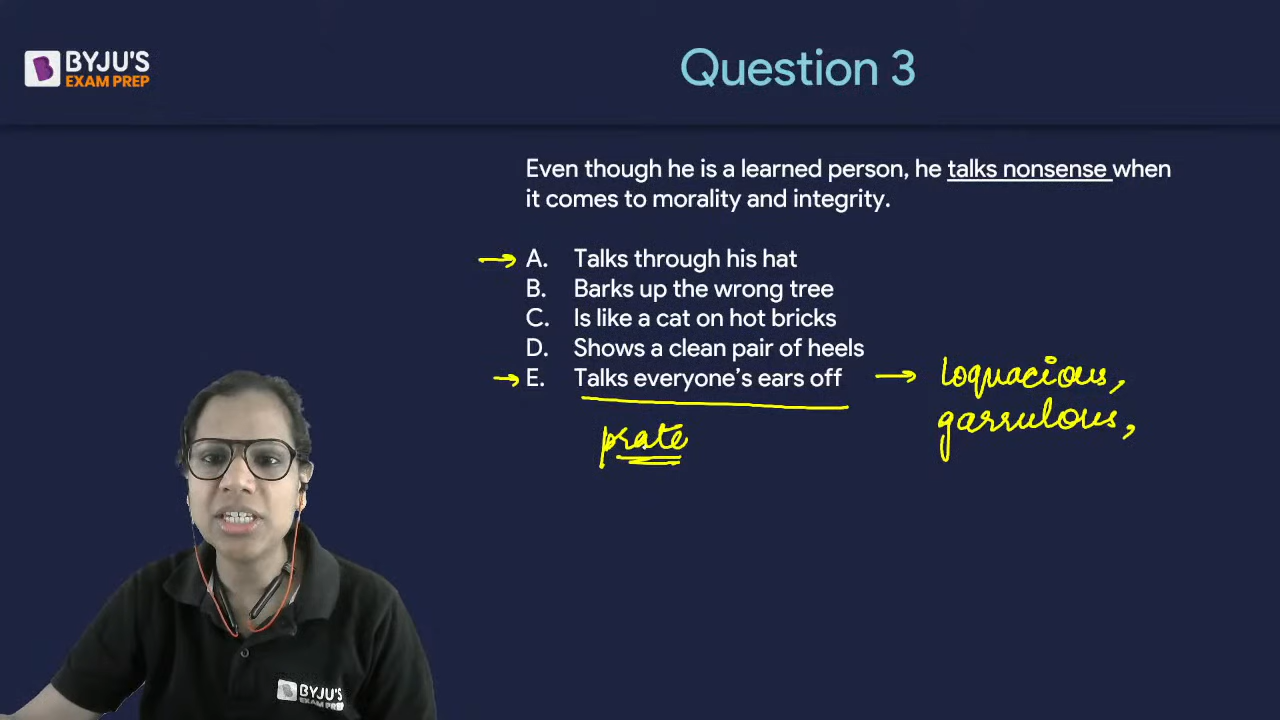 BYJU'S
EXAM PREP
Question 3
Even though he is a learned person, he talks nonsense when
it comes to morality and integrity.
A. Talks through his hat
B. Barks up the wrong tree
C. Is like a cat on hot bricks
D. Shows a clean pair of heels
E. Talks everyone's ears off
loquacious,
garrulous,
prate
BYJU'S
EXAM PREP